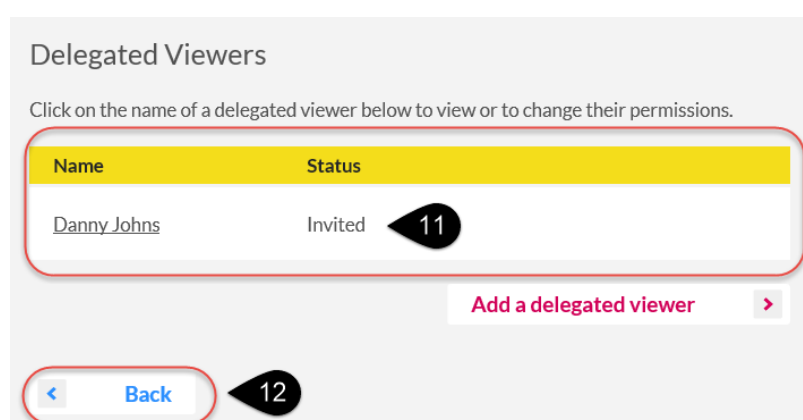 Delegated Viewers
Click on the name of a delegated viewer below to view or to change their permissions.
Name Status
Danny Johns Invited 11
Add a delegated viewer >
< Back 12